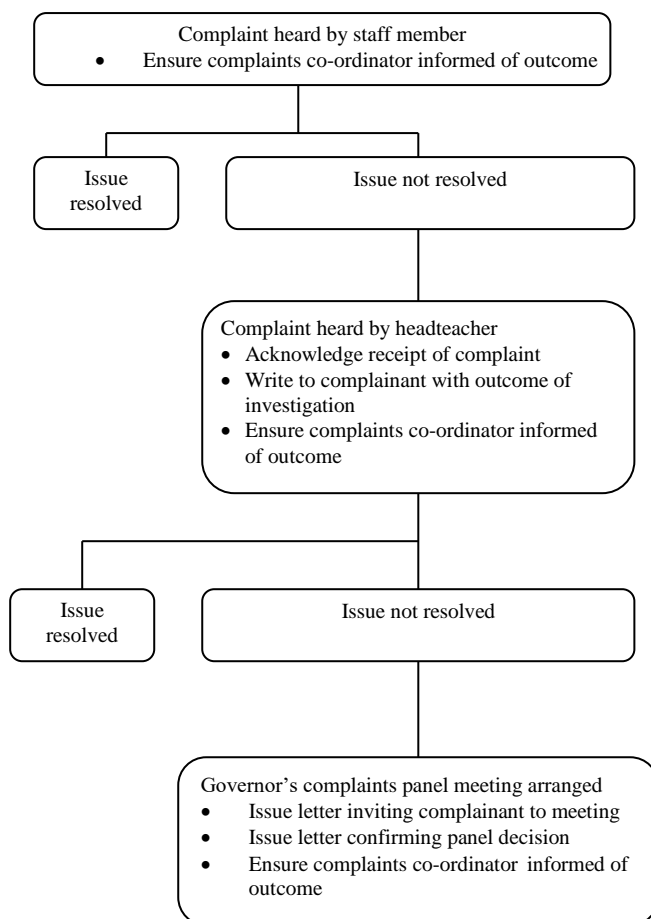 Complaint heard by staff member
• Ensure complaints co-ordinator informed of outcome
Issue
resolved
Issue not resolved
Complaint heard by headteacher
• Acknowledge receipt of complaint
• Write to complainant with outcome of
investigation
• Ensure complaints co-ordinator informed
of outcome
Issue
resolved
Issue not resolved
Governor's complaints panel meeting arranged
• Issue letter inviting complainant to meeting
• Issue letter confirming panel decision
• Ensure complaints co-ordinator informed of
outcome